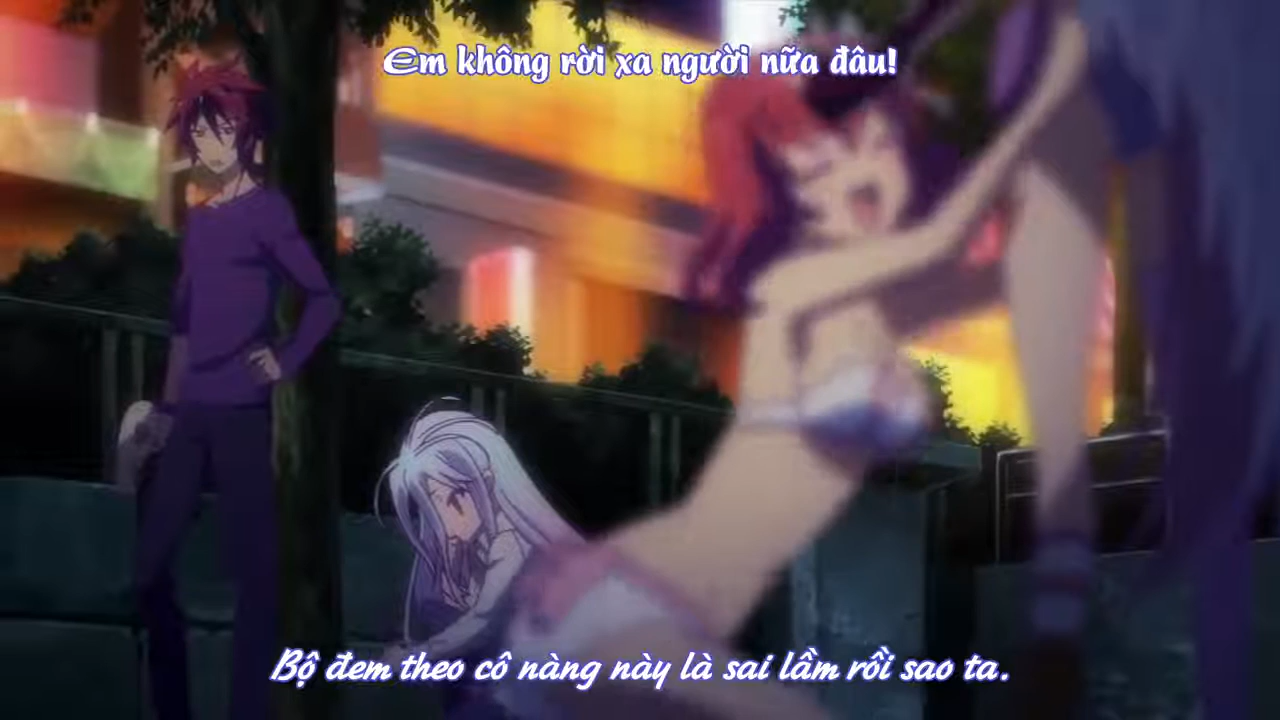 Em không rời xa người nữa đâu!
Bộ đem theo cô nàng này là sai lầm rồi sao ta.